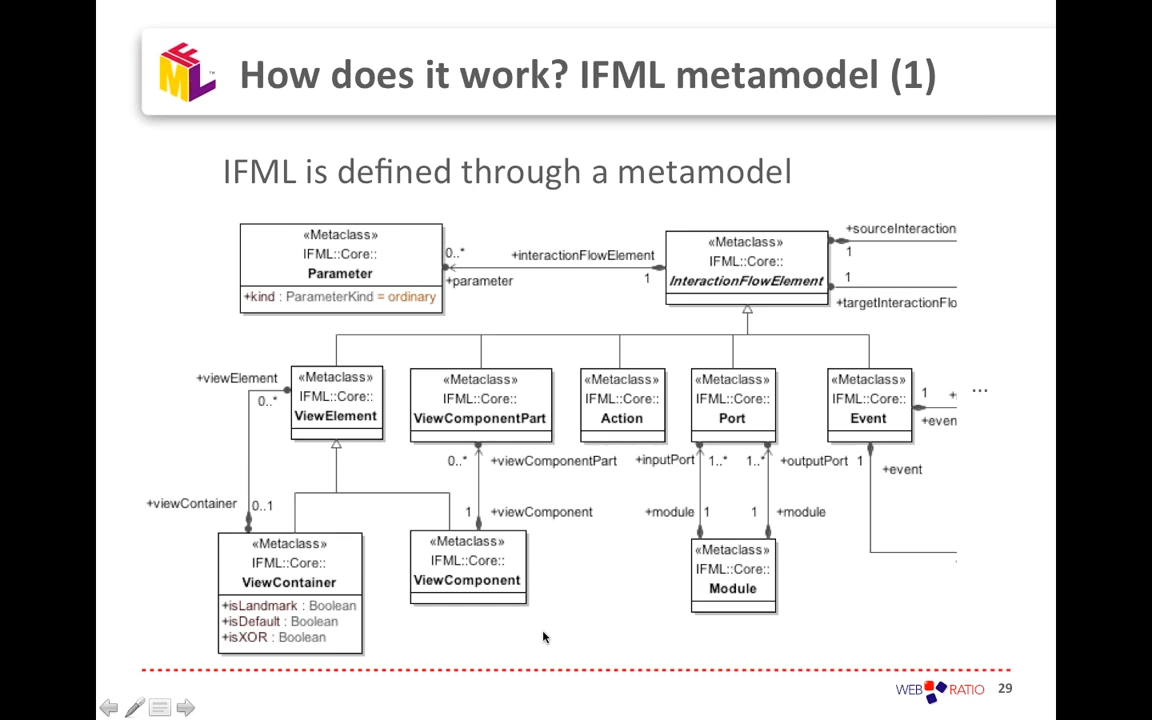 IFML
How does it work? IFML metamodel (1)
IFML is defined through a metamodel
«Metaclass»
IFML::Core::
Parameter
+kind : ParameterKind = ordinary
0..*
+parameter
+interactionFlowElement
1
«Metaclass»
IFML::Core::
InteractionFlowElement
+sourceInteraction
1
1
+targetInteractionFlo
+viewElement
0..*
«Metaclass»
IFML::Core::
ViewElement
«Metaclass»
IFML::Core::
ViewComponentPart
«Metaclass»
IFML::Core::
Action
«Metaclass»
IFML::Core::
Port
«Metaclass»
IFML::Core::
Event
1
+even
...
0..*
+viewComponentPart
+inputPort
1..*
1..*
+outputPort
1
+event
+viewContainer
0..1
1
+viewComponent
+module
1
1
+module
«Metaclass»
IFML::Core::
ViewContainer
+isLandmark : Boolean
+isDefault : Boolean
+isXOR : Boolean
«Metaclass»
IFML::Core::
ViewComponent
«Metaclass»
IFML::Core::
Module
WEB RATIO
29